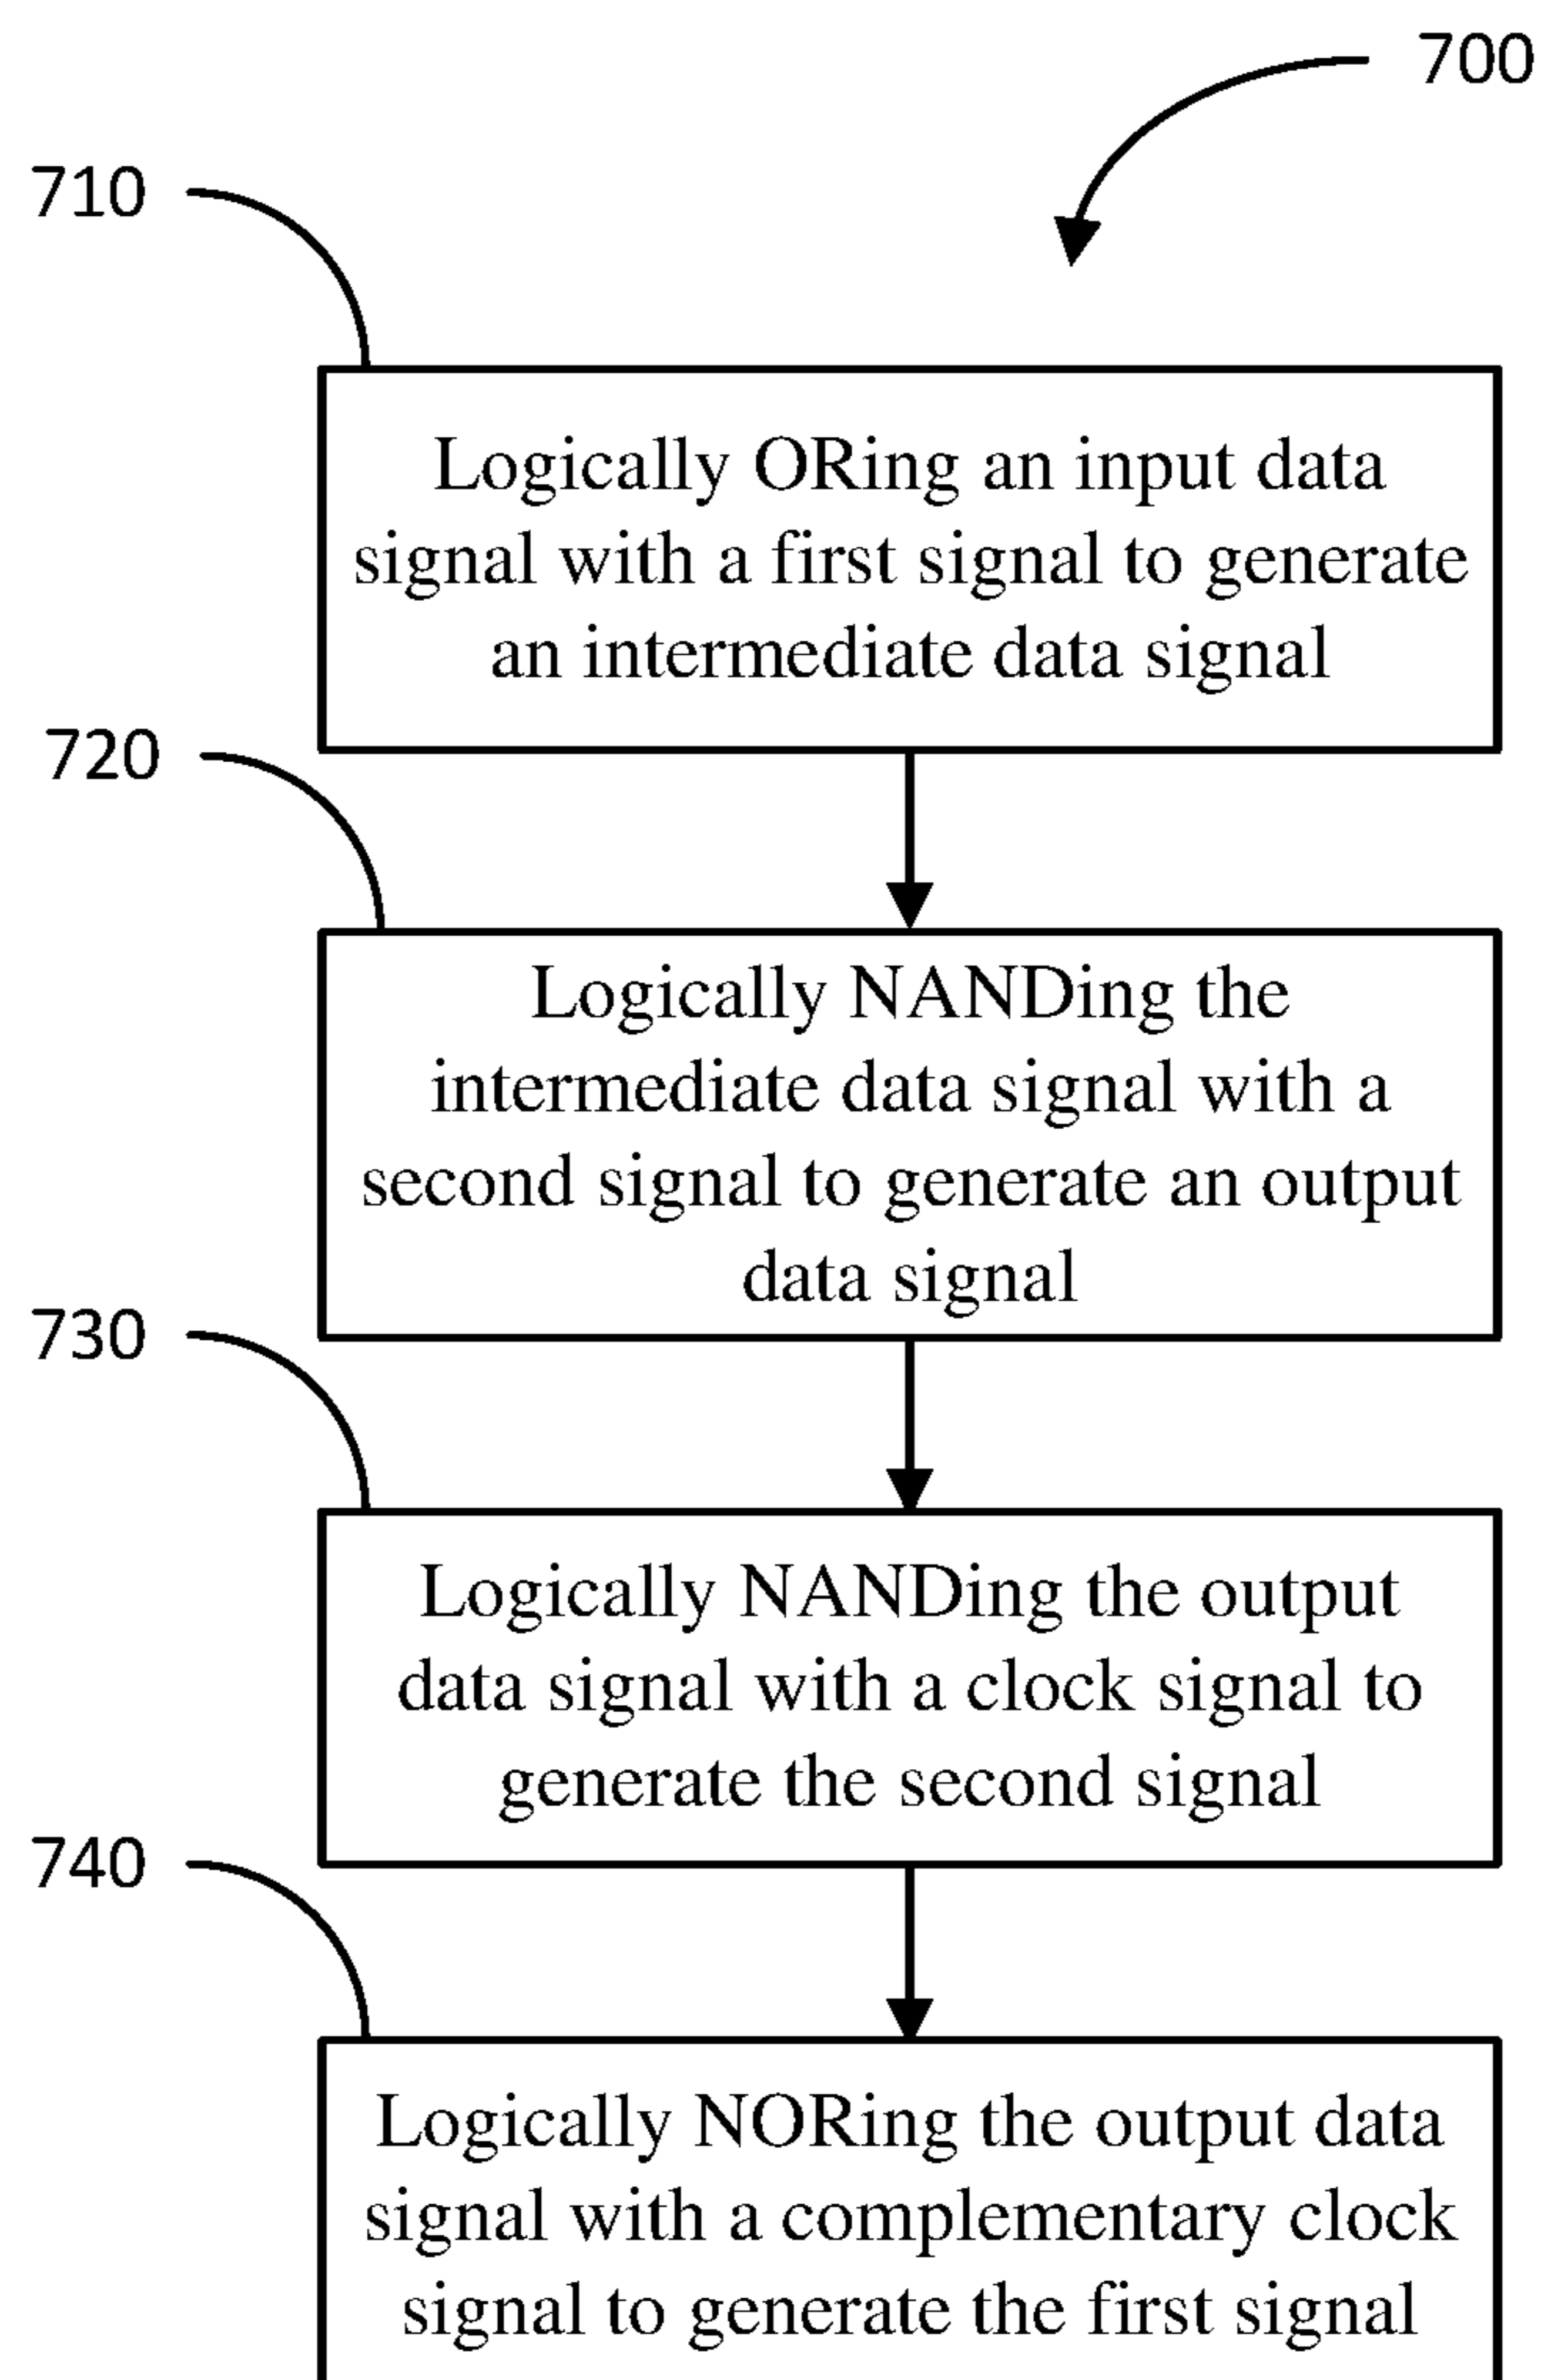 700
710
Logically ORing an input data
signal with a first signal to generate
an intermediate data signal
720
Logically NANDing the
intermediate data signal with a
second signal to generate an output
data signal
730
Logically NANDing the output
data signal with a clock signal to
generate the second signal
740
Logically NORing the output data
signal with a complementary clock
signal to generate the first signal